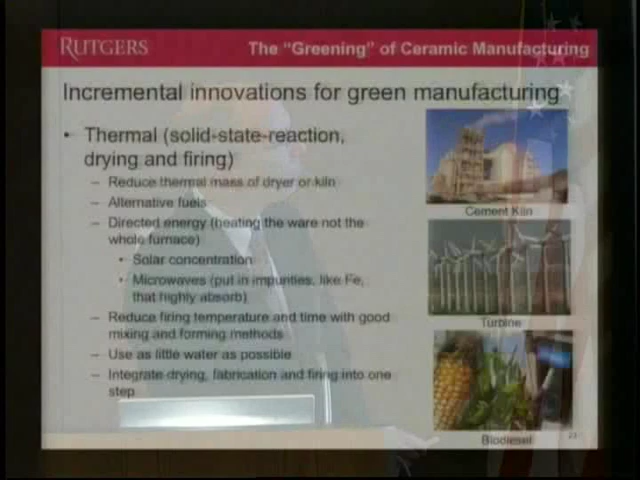 RUTGERS
The "Greening" of Ceramic Manufacturing
Incremental innovations for green manufacturing
• Thermal (solid-state-reaction,
drying and firing)
– Reduce thermal mass of dryer or kiln
– Alternative fuels
– Directed energy (heating the ware not the
whole furnace)
• Solar concentration
• Microwaves (put in impurities, like Fe,
that highly absorb)
– Reduce firing temperature and time with good
mixing and forming methods
– Use as little water as possible
– Integrate drying, fabrication and firing into one
step
Cement Kiln
Turbine
Biodiesel